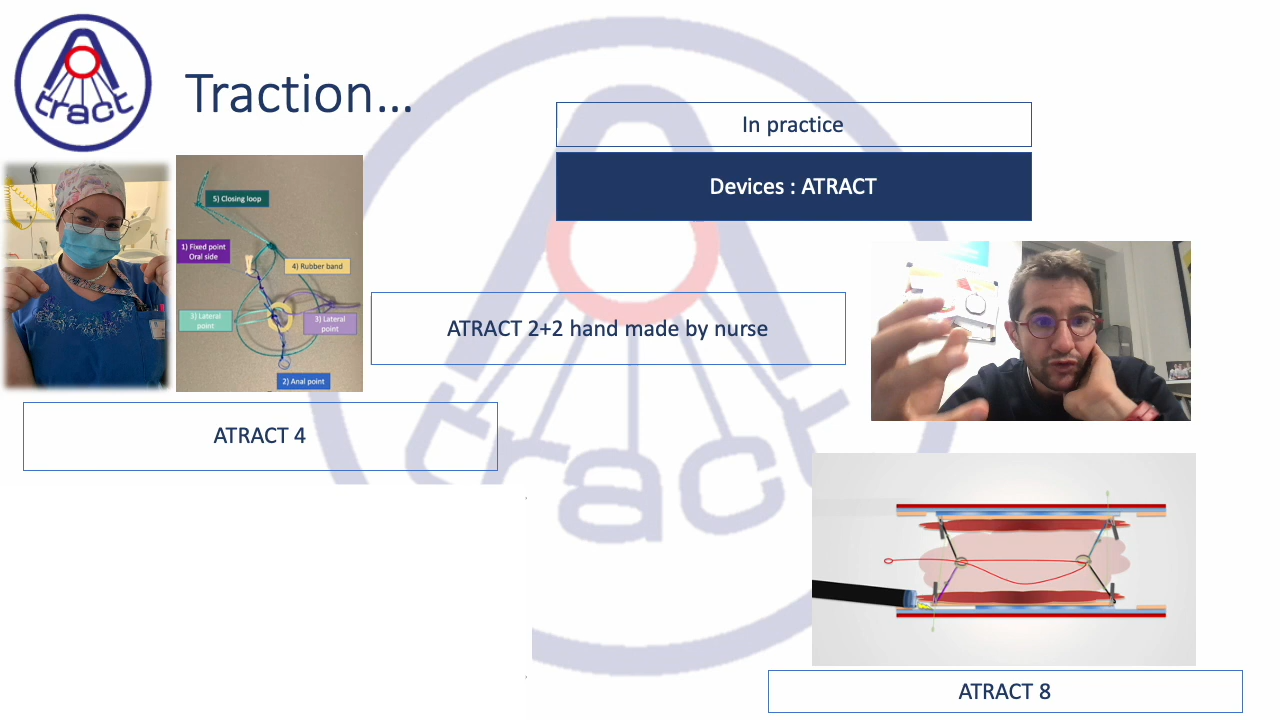 Atract
Traction...
In practice
Devices : ATRACT
5) Closing loop
1) Fixed point
Oral side
4) Rubber band
3) Lateral
point
3) Lateral
point
2) Anal point
ATRACT 2+2 hand made by nurse
ATRACT 4
tract
ATRACT 8